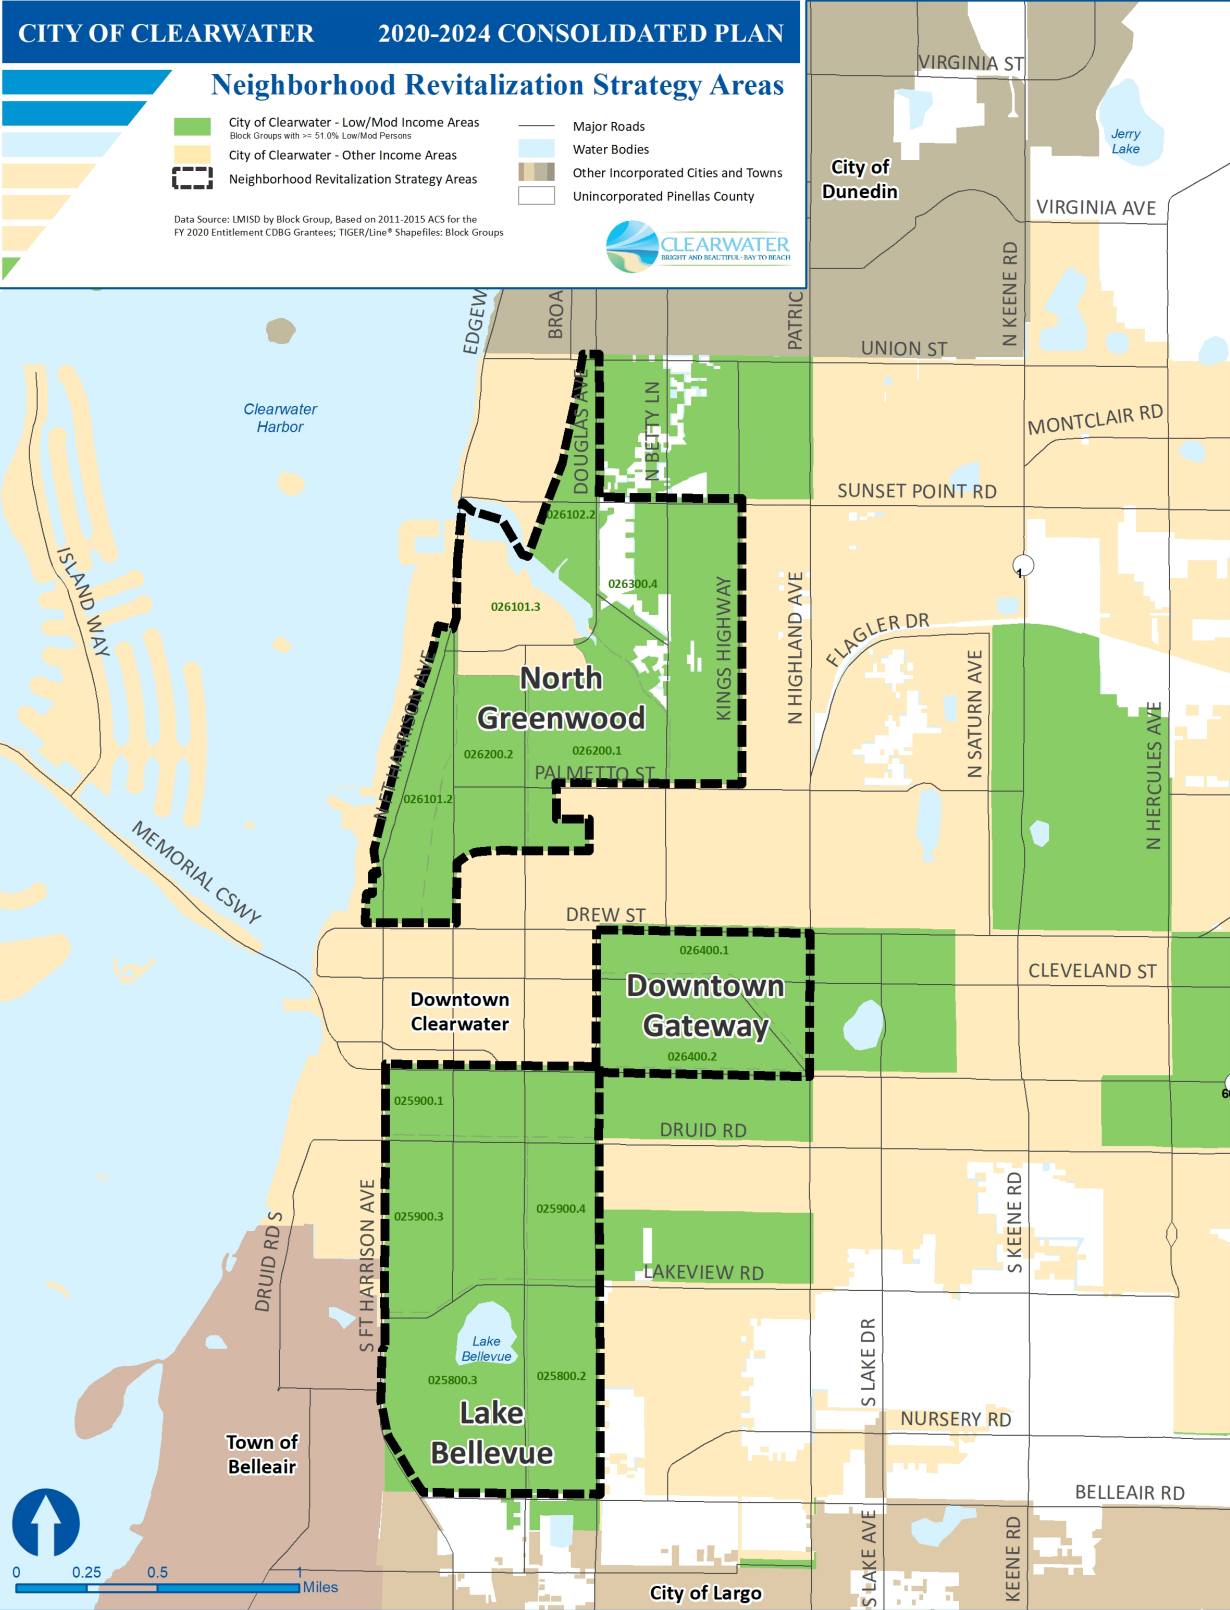 CITY OF CLEARWATER
2020-2024 CONSOLIDATED PLAN
Neighborhood Revitalization Strategy Areas
City of Clearwater - Low/Mod Income Areas
Block Groups with >= 51.0% Low/Mod Persons
City of Clearwater - Other Income Areas
Neighborhood Revitalization Strategy Areas
Major Roads
Water Bodies
Other Incorporated Cities and Towns
Unincorporated Pinellas County
Data Source: LMISD by Block Group, Based on 2011-2015 ACS for the
FY 2020 Entitlement CDBG Grantees; TIGER/Line® Shapefiles: Block Groups
CLEARWATER
BRIGHT AND BEAUTIFUL·BAY TO BEACH
VIRGINIA ST
Jerry
Lake
City of
Dunedin
VIRGINIA AVE
N KEENE RD
EDGEW
BROA
PATRIC
UNION ST
Clearwater
Harbor
DOUGLAS AVE
N BETTY LN
MONTCLAIR RD
SUNSET POINT RD
026102.2
ISLAND WAY
026300.4
026101.3
KINGS HIGHWAY
N HIGHLAND AVE
1
FLAGLER DR
N SATURN AVE
N HERCULES AVE
North
Greenwood
N FT HARRISON AVE
026200.2
026200.1
PALMETTO ST
026101.2
MEMORIAL CSWY
DREW ST
026400.1
CLEVELAND ST
Downtown
Gateway
Downtown
Clearwater
026400.2
025900.1
60
DRUID RD
S FT HARRISON AVE
025900.3
025900.4
DRUID RD S
S KEENE RD
LAKEVIEW RD
Lake
Bellevue
S LAKE DR
025800.3
025800.2
Lake
Bellevue
NURSERY RD
Town of
Belleair
BELLEAIR RD
S LAKE AVE
KEENE RD
0
0.25
0.5
1
Miles
City of Largo